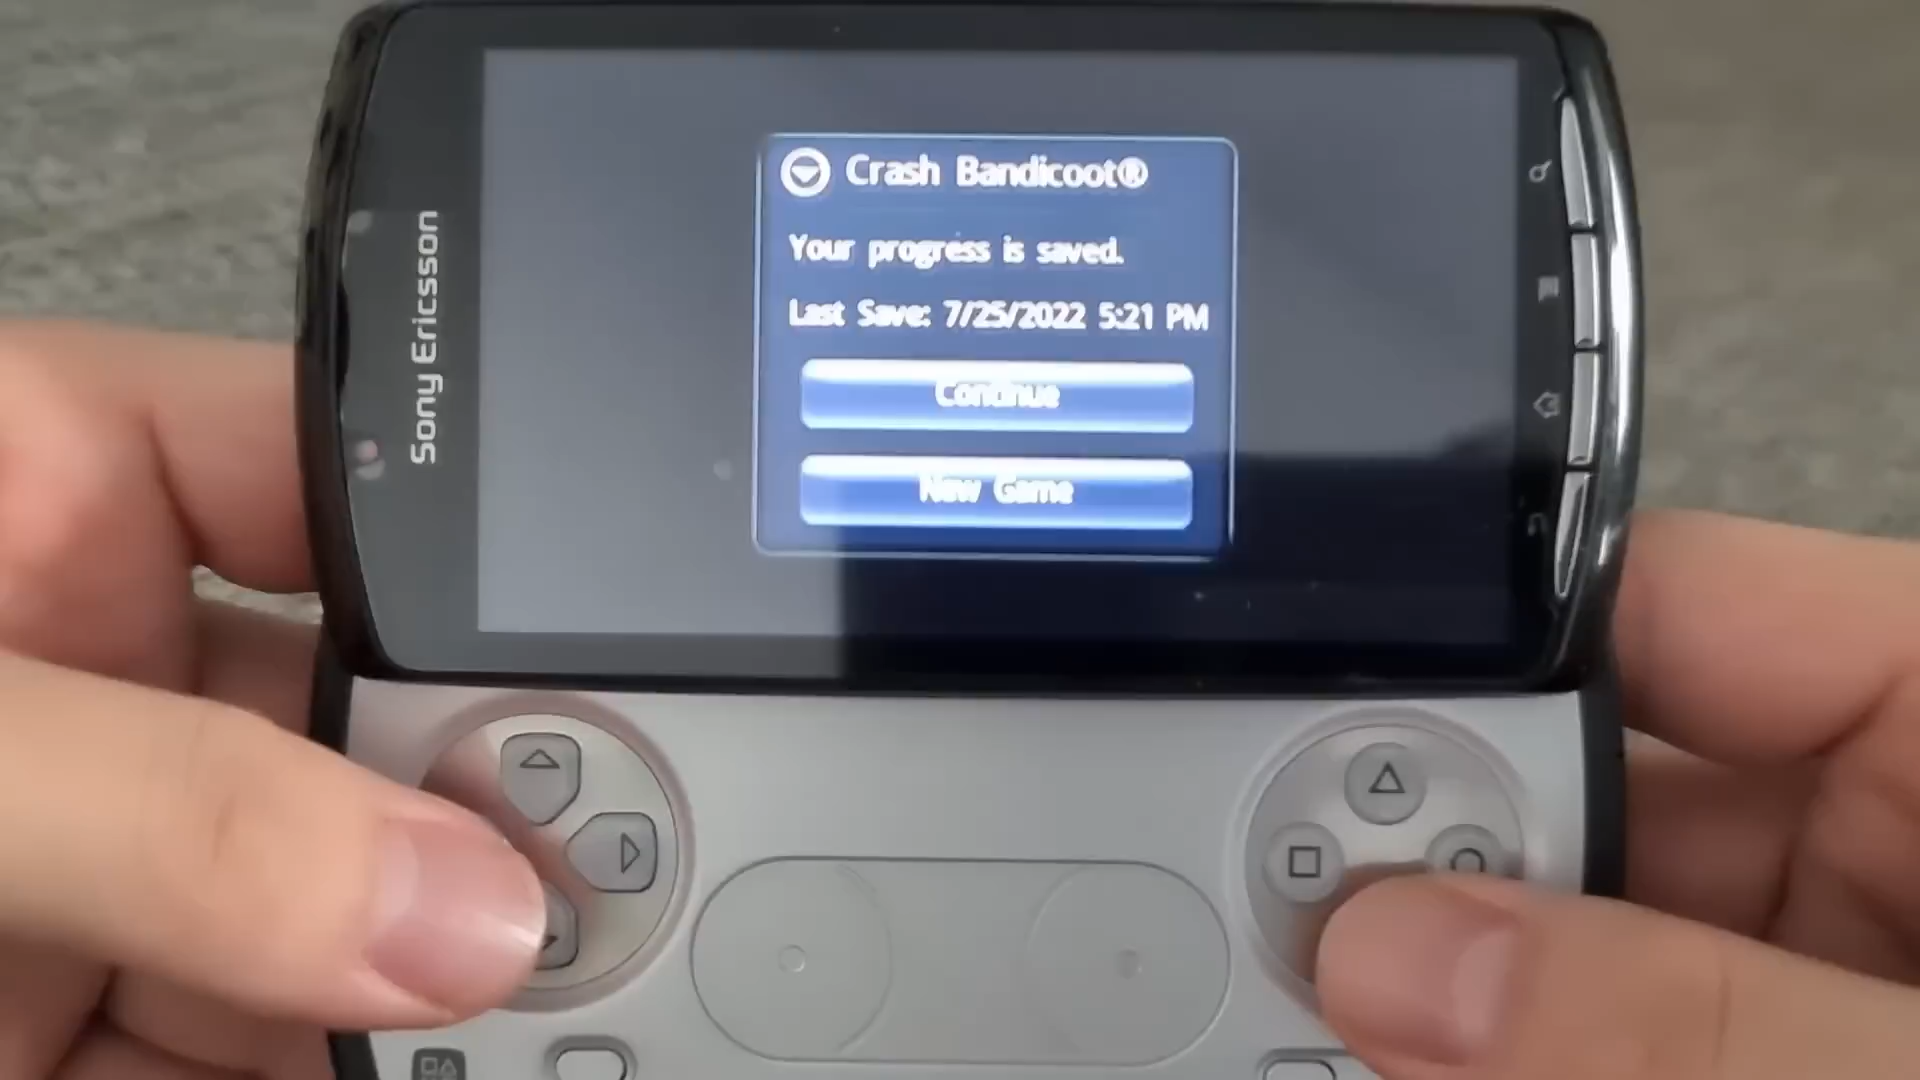 Sony Ericsson
Crash Bandicoot®
Your progress is saved.
Last Save: 7/25/2022 5:21 PM
Continue
New Game